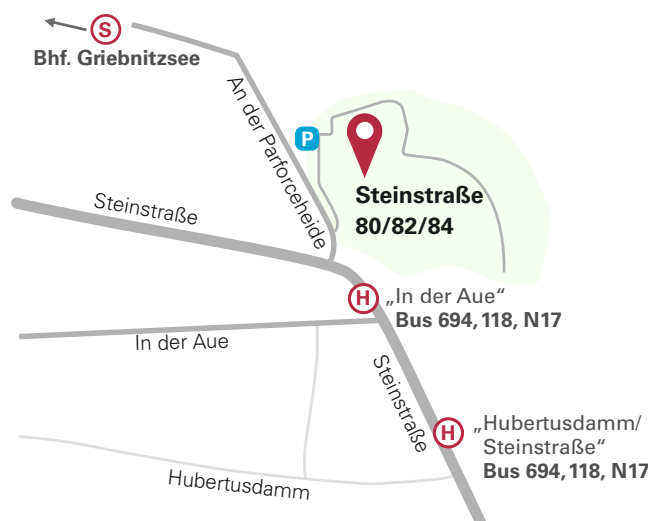 S
Bhf. Griebnitzsee
An der Parforceheide
P
Steinstraße
80/82/84
Steinstraße
H
„In der Aue“
Bus 694, 118, N17
In der Aue
Steinstraße
H
„Hubertusdamm/
Steinstraße“
Bus 694, 118, N17
Hubertusdamm